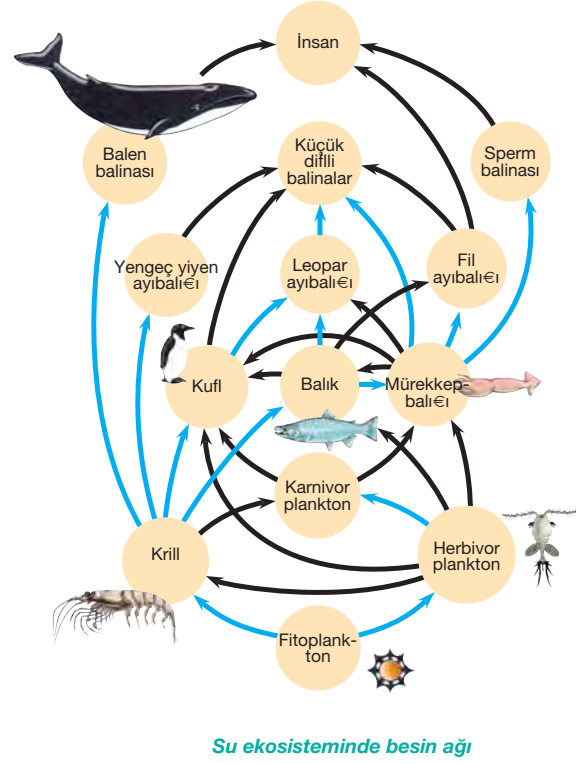 İnsan
Balen
balinası
Küçük
diflli
balinalar
Sperm
balinası
Yengeç yiyen
ayıbalı€ı
Leopar
ayıbalı€ı
Fil
ayıbalı€ı
Kufl
Balık
Mürekkep-
balı€ı
Karnivor
plankton
Krill
Herbivor
plankton
Fitoplank-
ton
Su ekosisteminde besin ağı